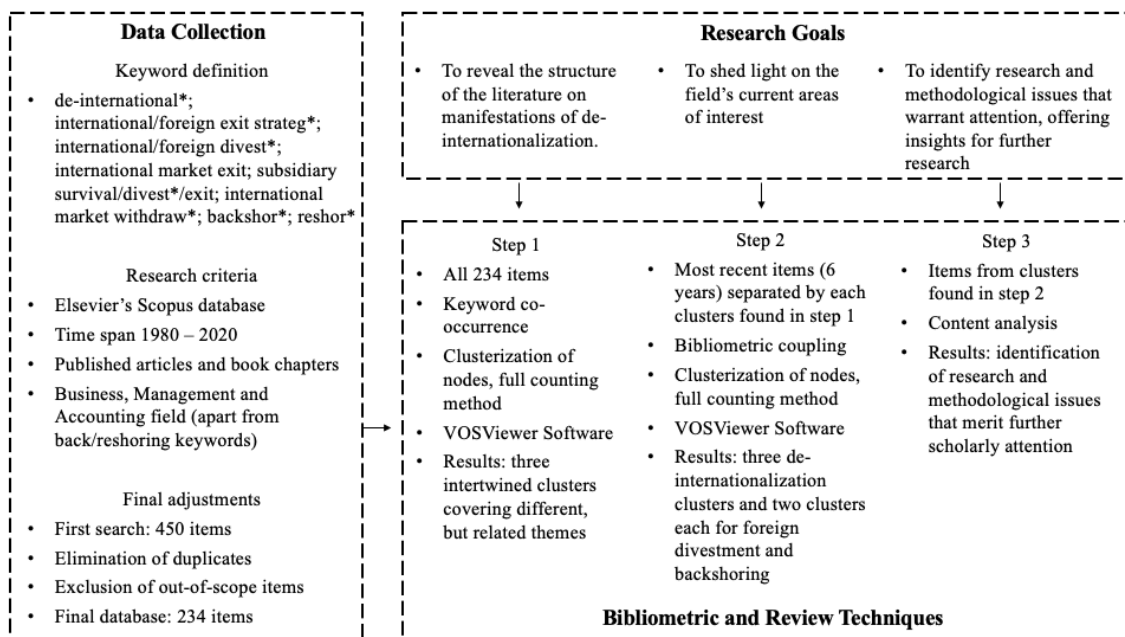 Data Collection
Keyword definition
• de-international*;
international/foreign exit strateg*;
international/foreign divest*;
international market exit; subsidiary
survival/divest*/exit; international
market withdraw*; backshor*; reshor*
Research criteria
• Elsevier's Scopus database
• Time span 1980 – 2020
• Published articles and book chapters
• Business, Management and
Accounting field (apart from
back/reshoring keywords)
Final adjustments
• First search: 450 items
• Elimination of duplicates
• Exclusion of out-of-scope items
• Final database: 234 items
Research Goals
• To reveal the structure
of the literature on
manifestations of de-
internationalization.
• To shed light on the
field's current areas
of interest
• To identify research and
methodological issues that
warrant attention, offering
insights for further
research
Step 1
• All 234 items
• Keyword co-
occurrence
• Clusterization of
nodes, full counting
method
• VOSViewer Software
• Results: three
intertwined clusters
covering different,
but related themes
Step 2
• Most recent items (6
years) separated by each
clusters found in step 1
• Bibliometric coupling
• Clusterization of nodes,
full counting method
• VOSViewer Software
• Results: three de-
internationalization
clusters and two clusters
each for foreign
divestment and
backshoring
Step 3
• Items from clusters
found in step 2
• Content analysis
• Results: identification
of research and
methodological issues
that merit further
scholarly attention
Bibliometric and Review Techniques